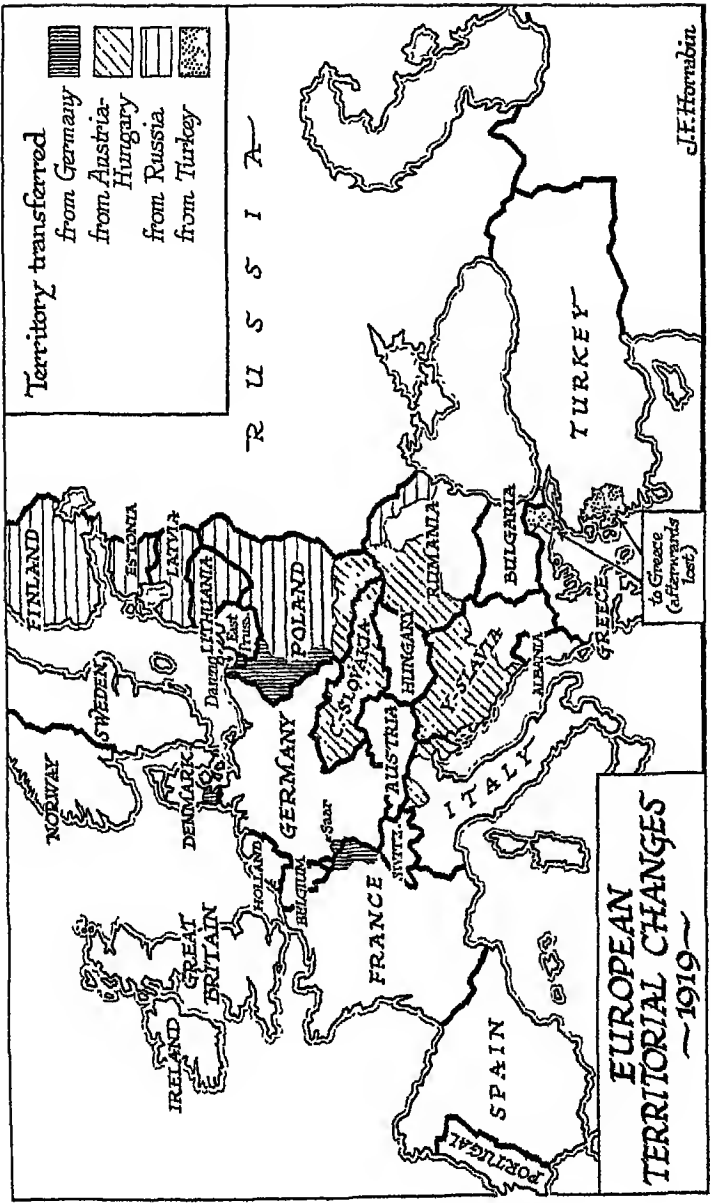 Territory transferred
from Germany
from Austria-
Hungary
from Russia
from Turkey
RUSSIA
FINLAND
NORWAY
SWEDEN
ESTONIA
LATVIA
DENMARK
LITHUANIA
Danzig
East
Pruss.
IRELAND
GREAT
BRITAIN
HOLLAND
BELGIUM
GERMANY
POLAND
Saar
C-SLOVAKIA
FRANCE
SWITZ.
AUSTRIA
HUNGARY
RUMANIA
Y-SLAVIA
ITALY
BULGARIA
ALBANIA
GREECE
TURKEY
SPAIN
PORTUGAL
to Greece
(afterwards
lost)
EUROPEAN
TERRITORIAL CHANGES
~1919~
J.F.Horrabin